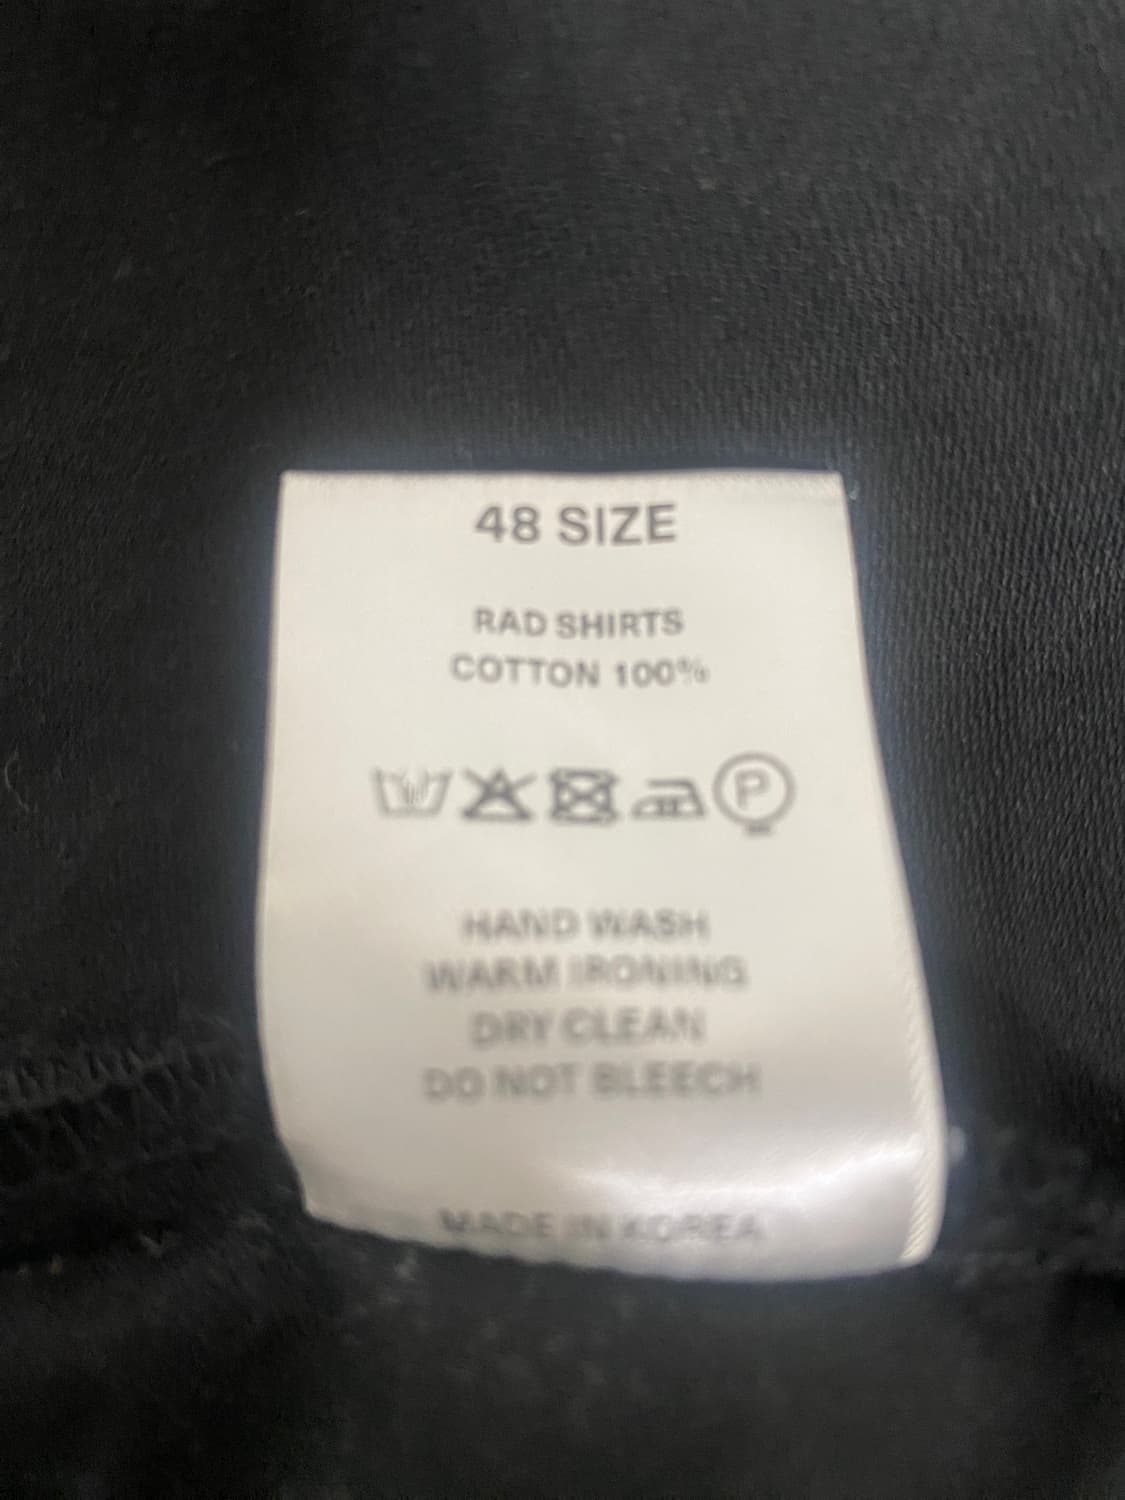 48 SIZE
RAD SHIRTS
COTTON 100%
P
HAND WASH
WARM IRONING
DRY CLEAN
DO NOT BLEECH
MADE IN KOREA